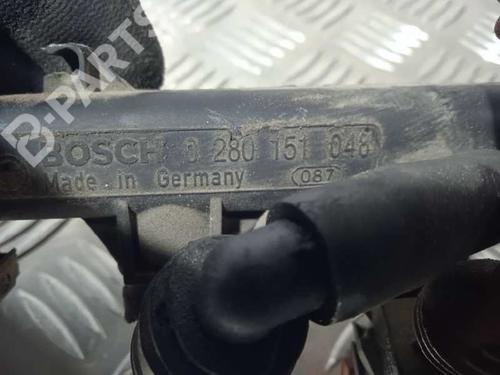 B-PARTS
BOSCH 0 280 151 046
Made in Germany 087